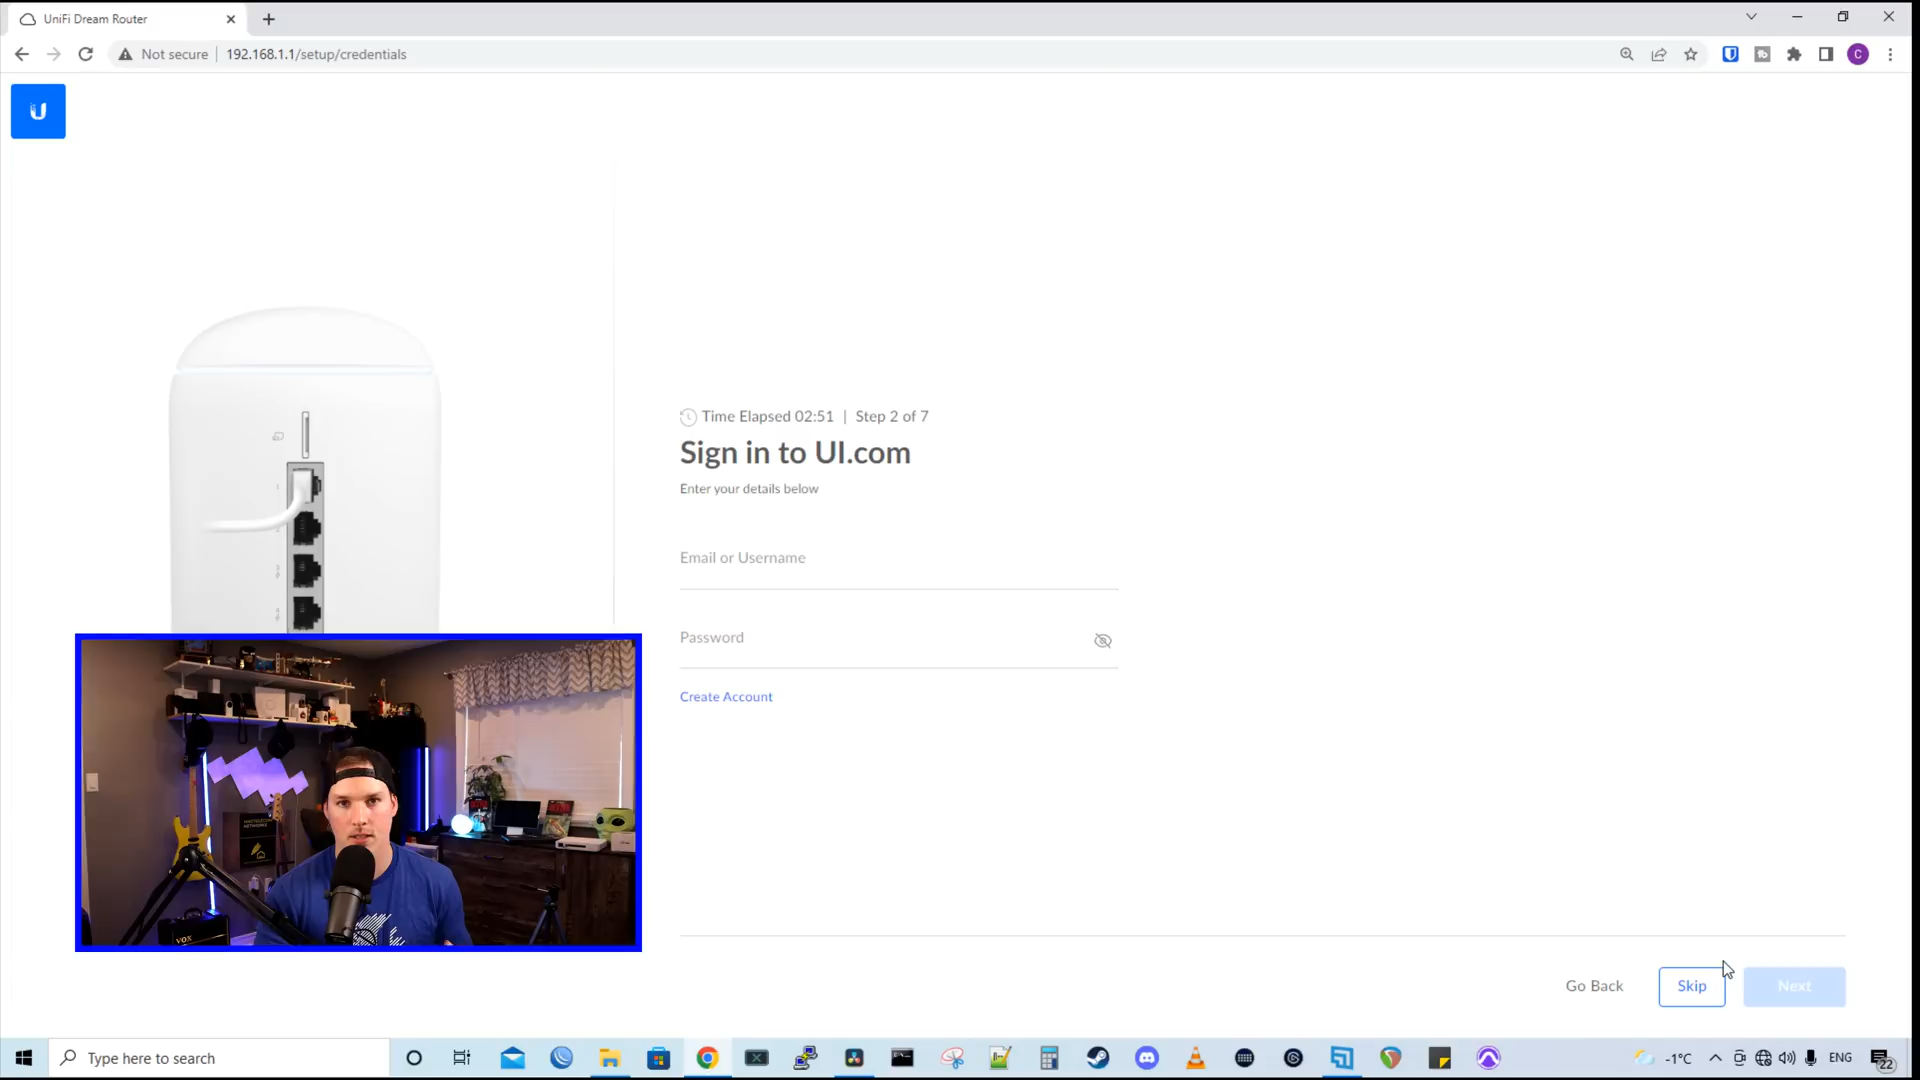 UniFi Dream Router
Not secure
192.168.1.1/setup/credentials
Time Elapsed 02:51 | Step 2 of 7
Sign in to UI.com
Enter your details below
Email or Username
Password
Create Account
VOX
Go Back
Skip
Next
Type here to search
-1°C
ENG
22